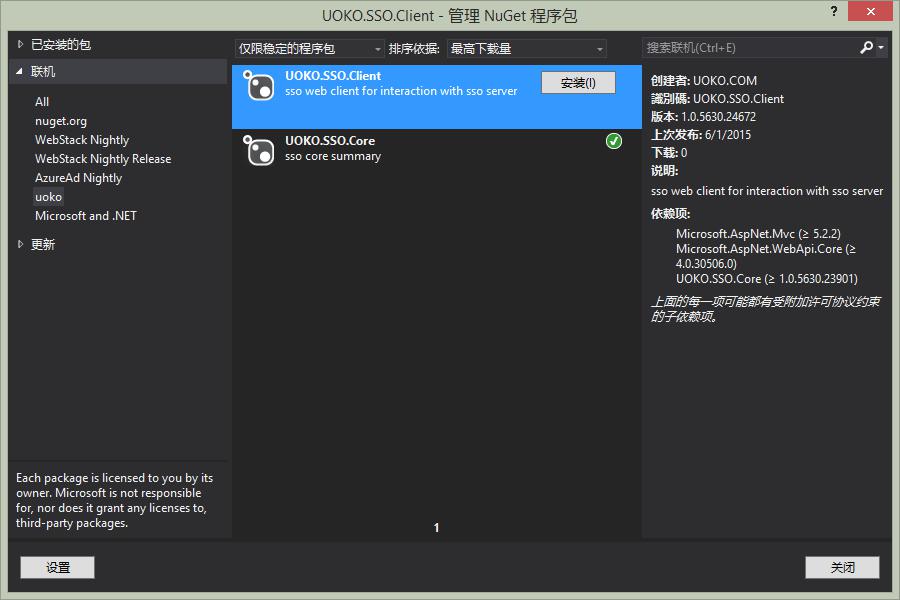 UOKO.SSO.Client - 管理 NuGet 程序包
?
已安装的包
联机
All
nuget.org
WebStack Nightly
WebStack Nightly Release
AzureAd Nightly
uoko
Microsoft and .NET
更新
Each package is licensed to you by its
owner. Microsoft is not responsible
for, nor does it grant any licenses to,
third-party packages.
仅限稳定的程序包
排序依据:
最高下载量
UOKO.SSO.Client
sso web client for interaction with sso server
安装(I)
UOKO.SSO.Core
sso core summary
1
搜索联机(Ctrl+E)
创建者: UOKO.COM
識別碼: UOKO.SSO.Client
版本: 1.0.5630.24672
上次发布: 6/1/2015
下载: 0
说明:
sso web client for interaction with sso server
依赖项:
Microsoft.AspNet.Mvc (≥ 5.2.2)
Microsoft.AspNet.WebApi.Core (≥
4.0.30506.0)
UOKO.SSO.Core (≥ 1.0.5630.23901)
上面的每一项可能都有受附加许可协议约束
的子依赖项。
设置
关闭